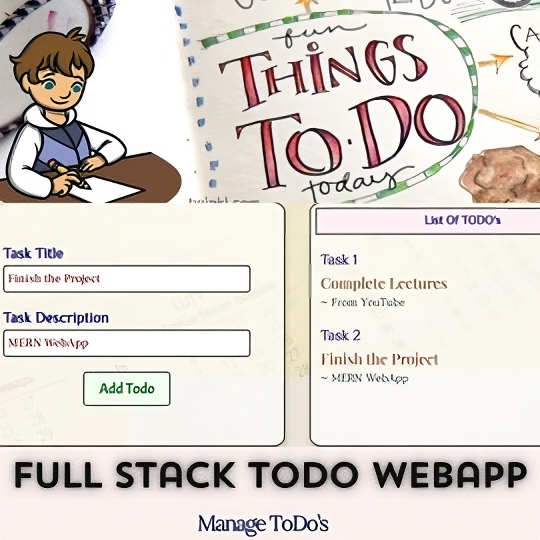 fun
THINGS
TO·DO
today
Task Title
Finish the Project
Task Description
MERN WebApp
Add Todo
List Of TODO's
Task 1
Complete Lectures
~ From YouTube
Task 2
Finish the Project
~ MERN WebApp
FULL STACK TODO WEBAPP
Manage ToDo's